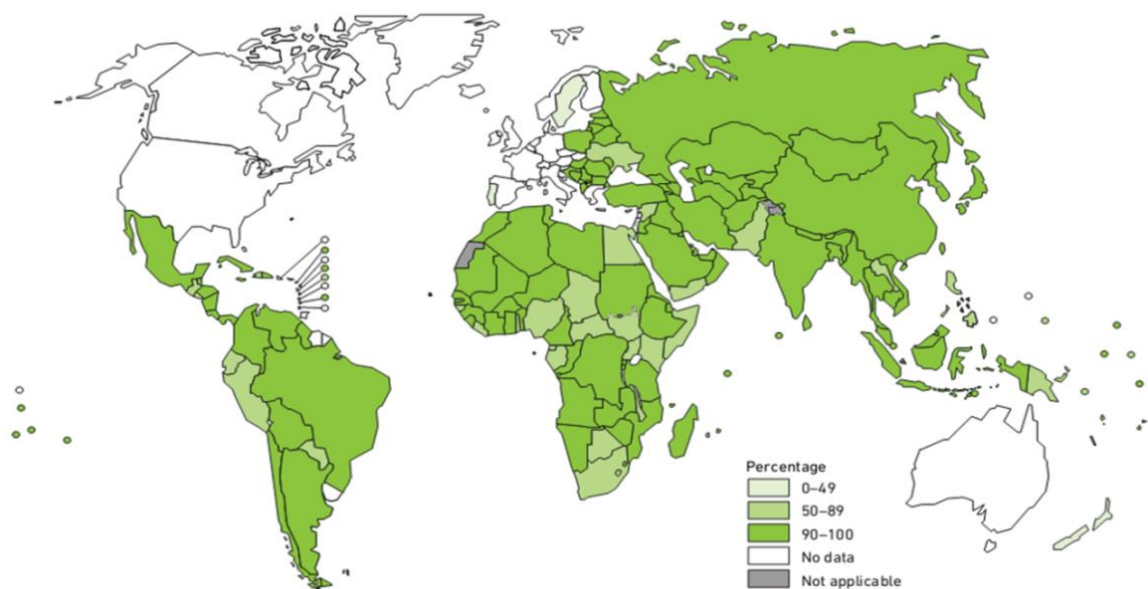 Percentage
0–49
50–89
90–100
No data
Not applicable